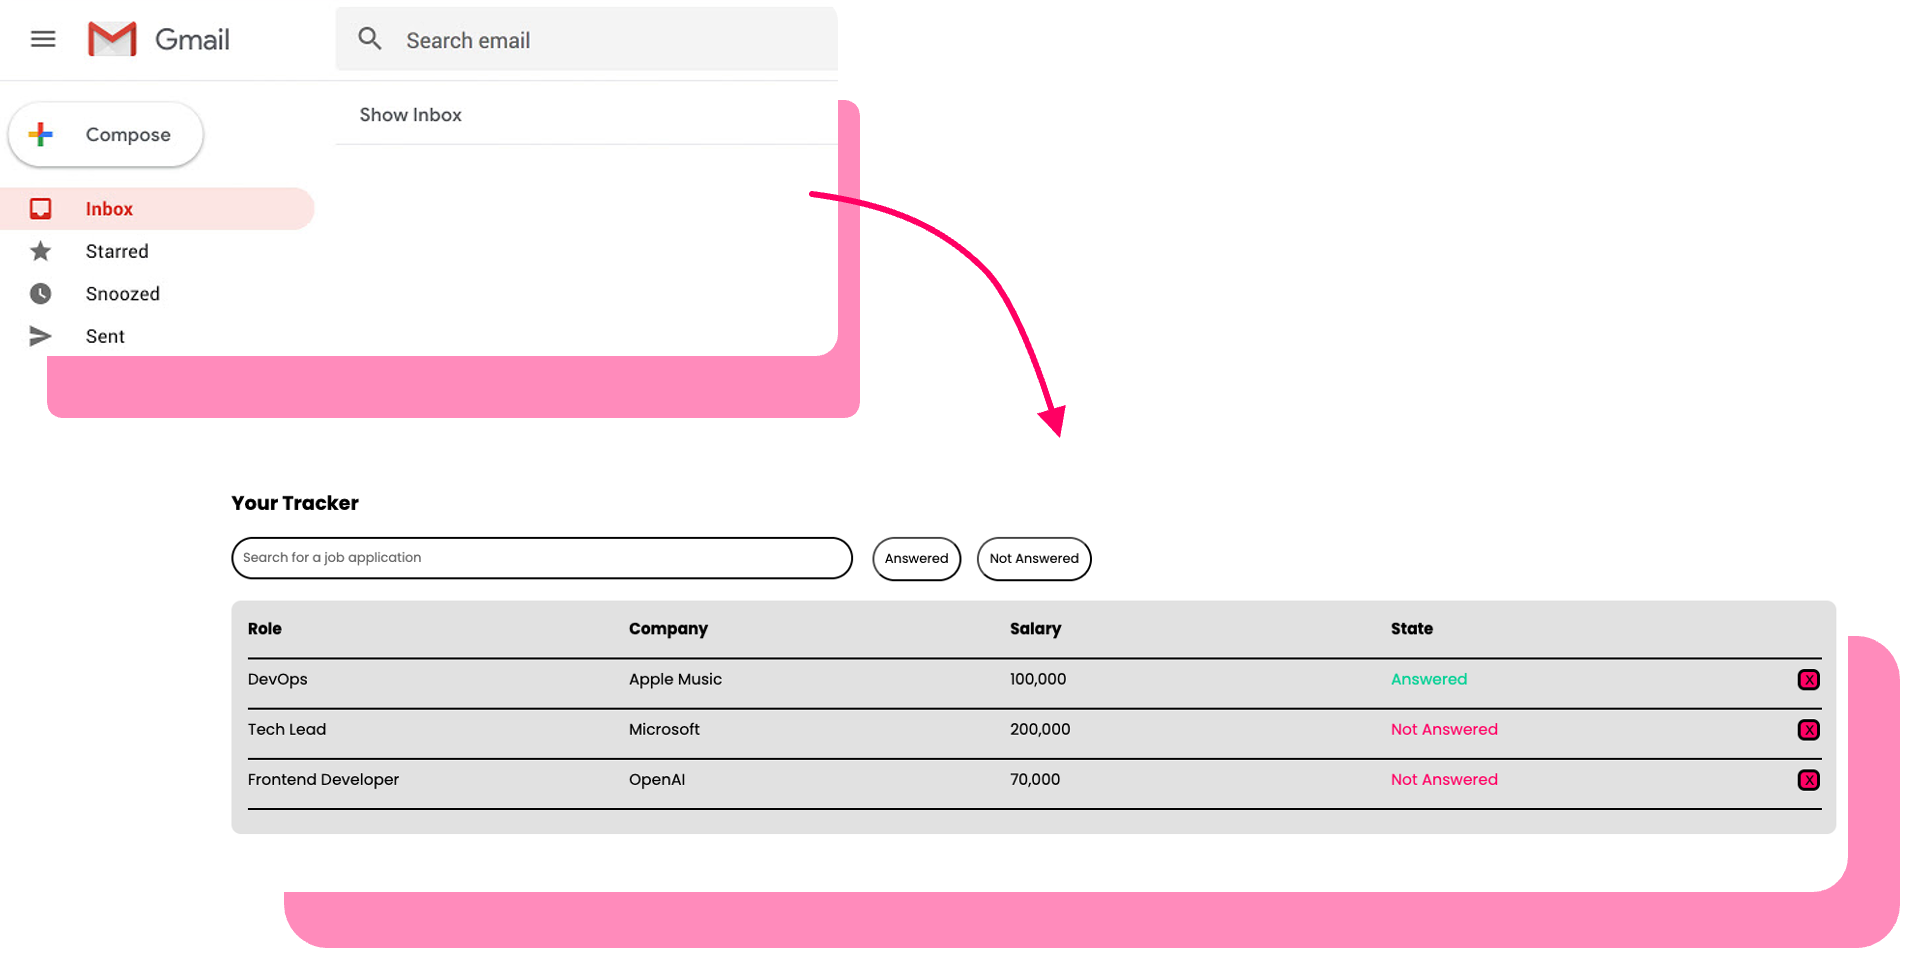 Gmail
Search email
Show Inbox
Compose
Inbox
Starred
Snoozed
Sent
Your Tracker
Search for a job application
Answered
Not Answered
Role Company Salary State
DevOps Apple Music 100,000 Answered X
Tech Lead Microsoft 200,000 Not Answered X
Frontend Developer OpenAI 70,000 Not Answered X